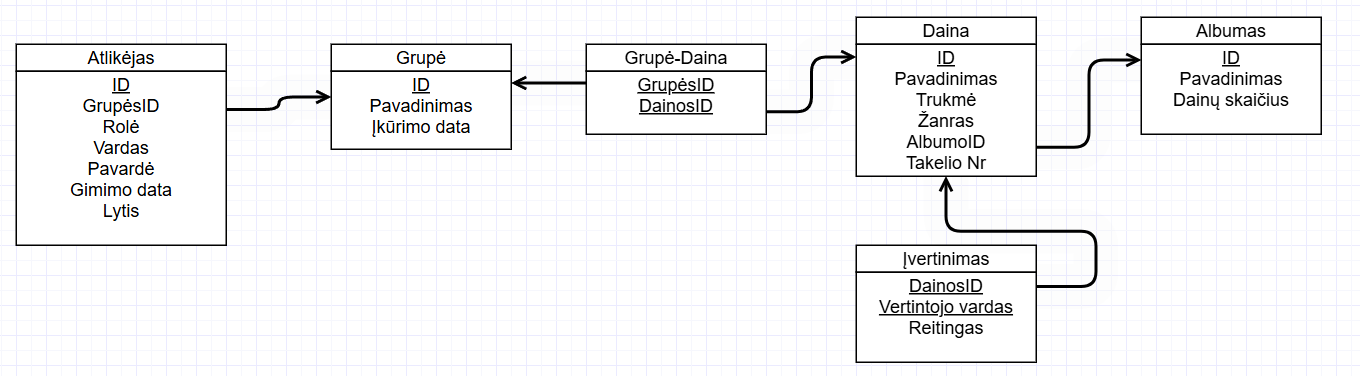 Atlikėjas
ID
GrupėsID
Rolė
Vardas
Pavardė
Gimimo data
Lytis
Grupė
ID
Pavadinimas
Įkūrimo data
Grupė-Daina
GrupėsID
DainosID
Daina
ID
Pavadinimas
Trukmė
Žanras
AlbumoID
Takelio Nr
Albumas
ID
Pavadinimas
Dainų skaičius
Įvertinimas
DainosID
Vertintojo vardas
Reitingas